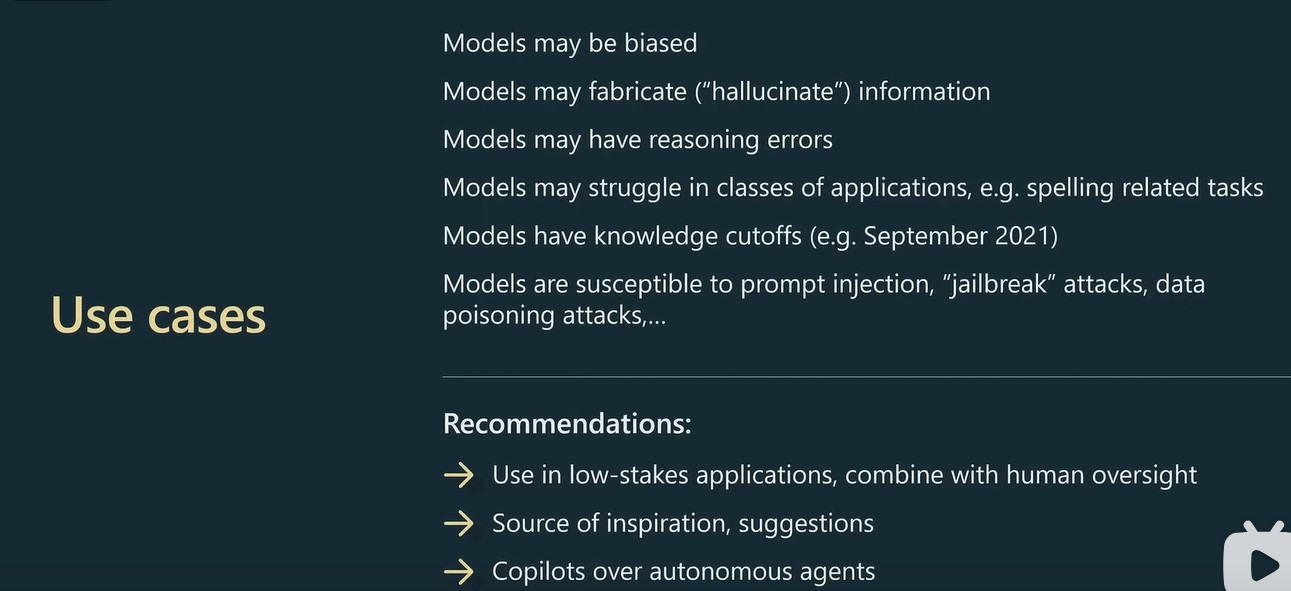 Models may be biased
Models may fabricate (“hallucinate”) information
Models may have reasoning errors
Models may struggle in classes of applications, e.g. spelling related tasks
Models have knowledge cutoffs (e.g. September 2021)
Models are susceptible to prompt injection, “jailbreak” attacks, data
poisoning attacks,...
Use cases
Recommendations:
→ Use in low-stakes applications, combine with human oversight
→ Source of inspiration, suggestions
→ Copilots over autonomous agents